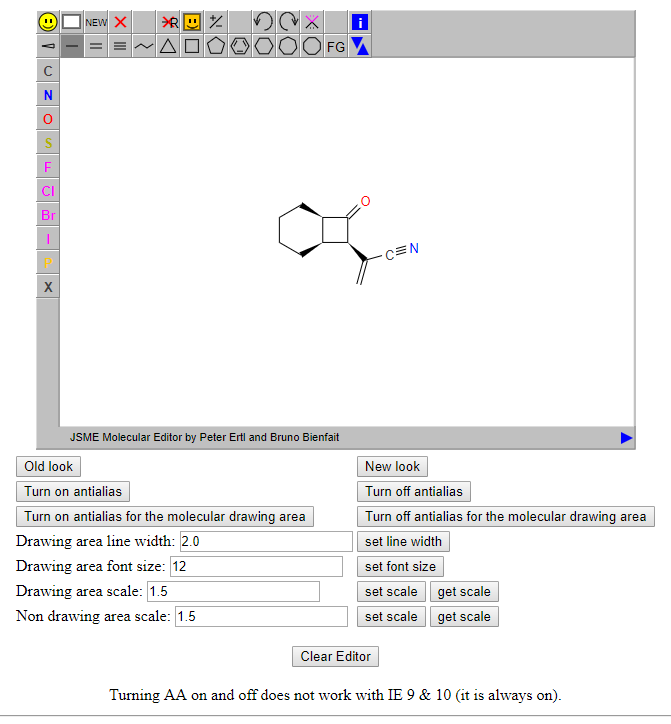 NEW R +/- i
FG
C
N
O
S
F
Cl
Br
I
P
X
O
C N
JSME Molecular Editor by Peter Ertl and Bruno Bienfait
Old look New look
Turn on antialias Turn off antialias
Turn on antialias for the molecular drawing area Turn off antialias for the molecular drawing area
Drawing area line width: 2.0 set line width
Drawing area font size: 12 set font size
Drawing area scale: 1.5 set scale get scale
Non drawing area scale: 1.5 set scale get scale
Clear Editor
Turning AA on and off does not work with IE 9 & 10 (it is always on).